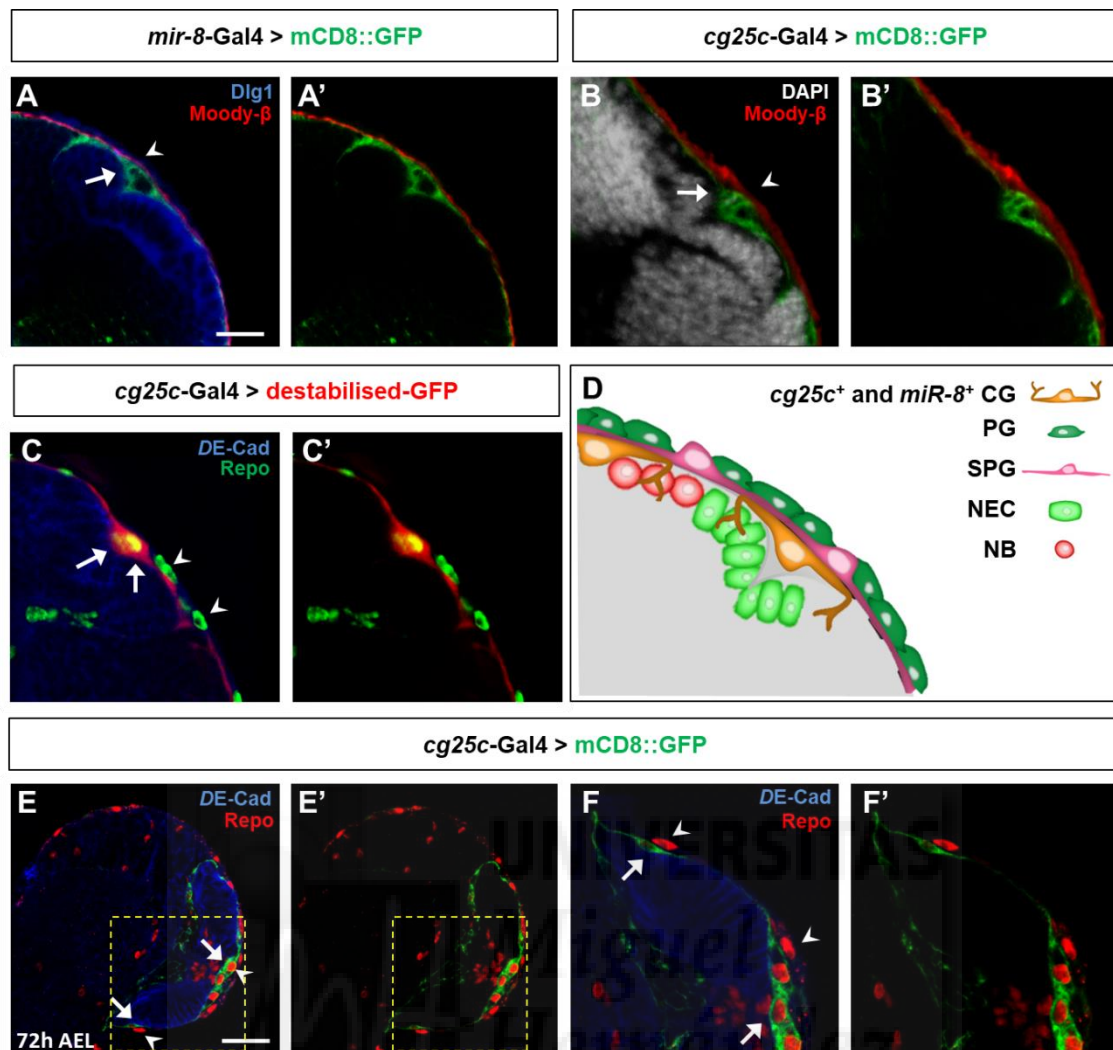 mir-8-Gal4 > mCD8::GFP
cg25c-Gal4 > mCD8::GFP
A
Dlg1
Moody-β
A'
B
DAPI
Moody-β
B'
cg25c-Gal4 > destabilised-GFP
C
DE-Cad
Repo
C'
D
cg25c⁺ and miR-8⁺ CG
PG
SPG
NEC
NB
cg25c-Gal4 > mCD8::GFP
E
DE-Cad
Repo
72h AEL
E'
F
DE-Cad
Repo
F'
UNIVERSITAS
Miguel
Hernández